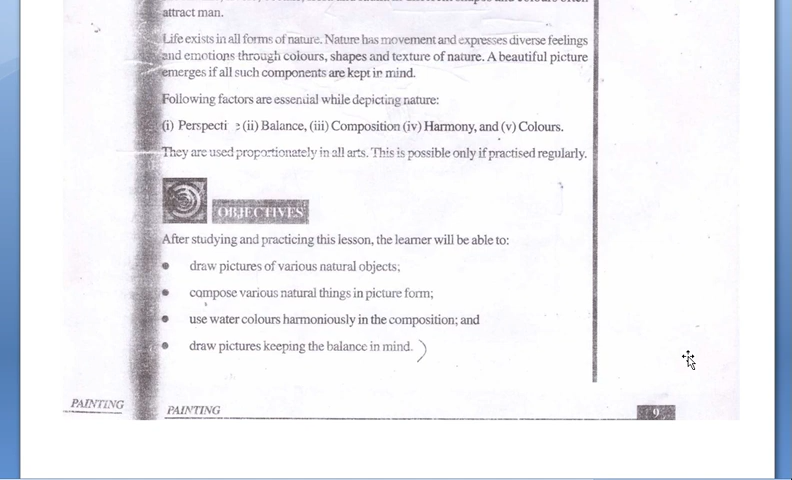 attract man.
Life exists in all forms of nature. Nature has movement and expresses diverse feelings
and emotions through colours, shapes and texture of nature. A beautiful picture
emerges if all such components are kept in mind.
Following factors are essential while depicting nature:
(i) Perspecti (ii) Balance, (iii) Composition (iv) Harmony, and (v) Colours.
They are used proportionately in all arts. This is possible only if practised regularly.
OBJECTIVES
After studying and practicing this lesson, the learner will be able to:
draw pictures of various natural objects;
compose various natural things in picture form;
use water colours harmoniously in the composition; and
draw pictures keeping the balance in mind.
PAINTING
PAINTING
9